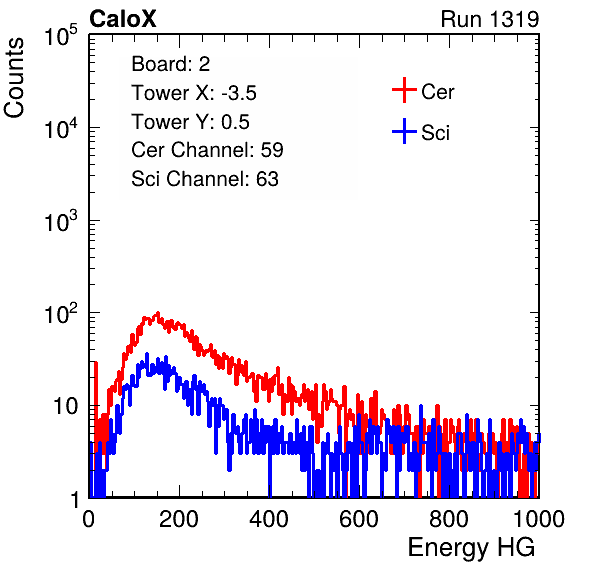 CaloX Run 1319
Counts
Board: 2
Tower X: -3.5
Tower Y: 0.5
Cer Channel: 59
Sci Channel: 63
Cer
Sci
10^5
10^4
10^3
10^2
10
1
0 200 400 600 800 1000
Energy HG